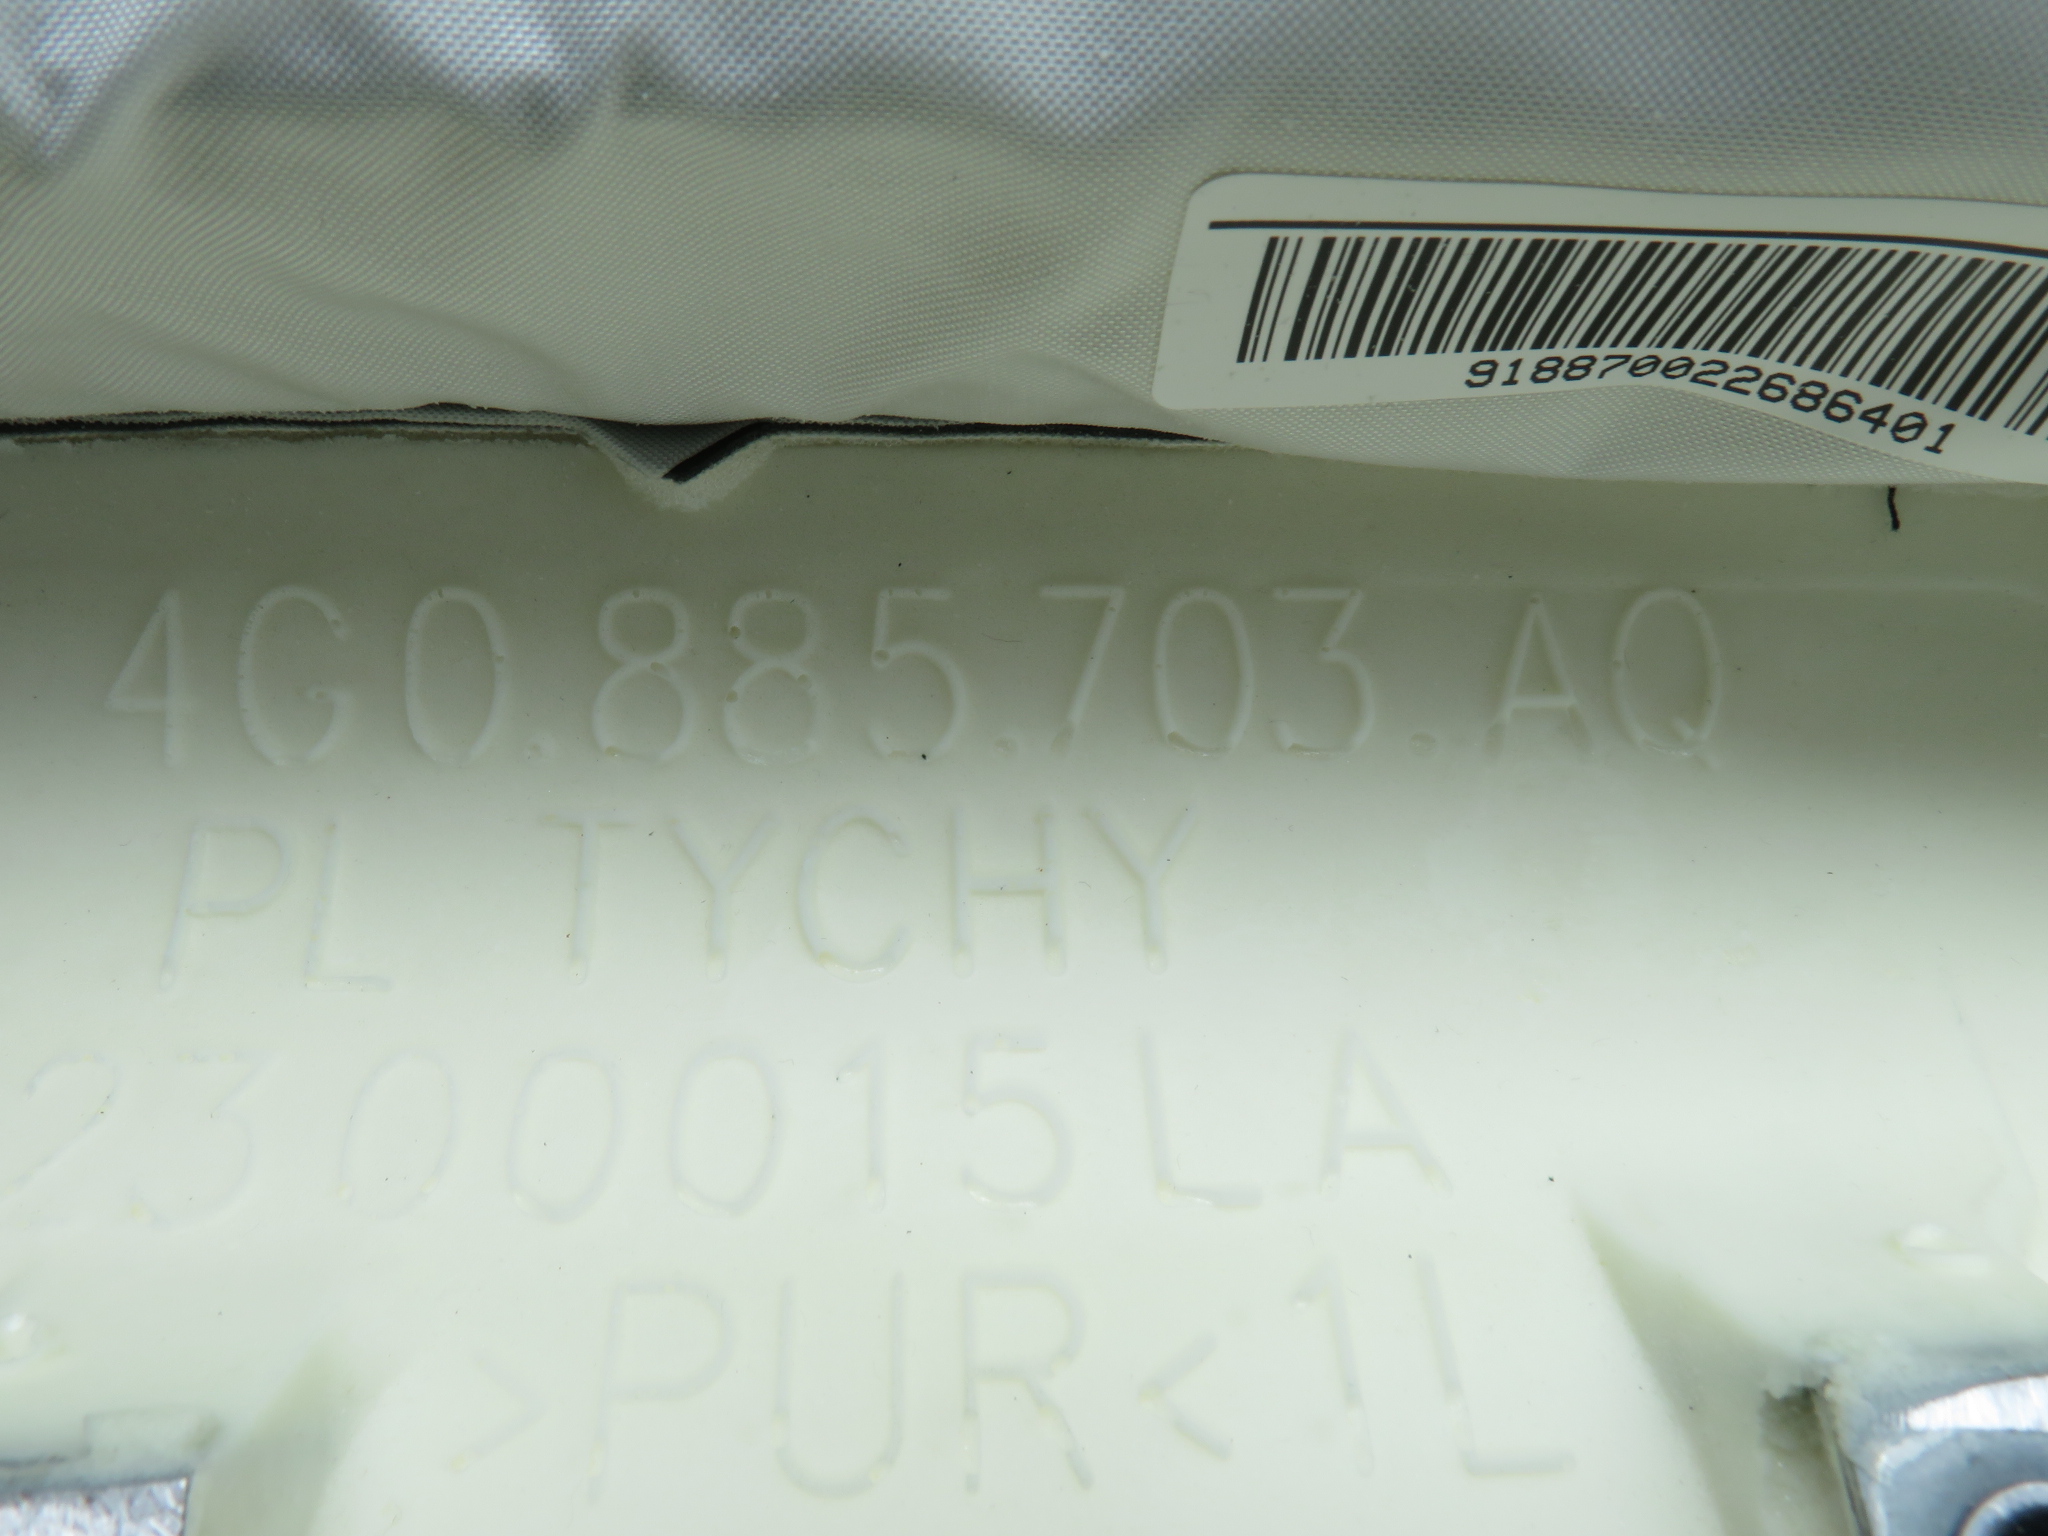 918870022686401
4G0.885.703.AQ
PL TYCHY
2300015LA
>PUR< 1L